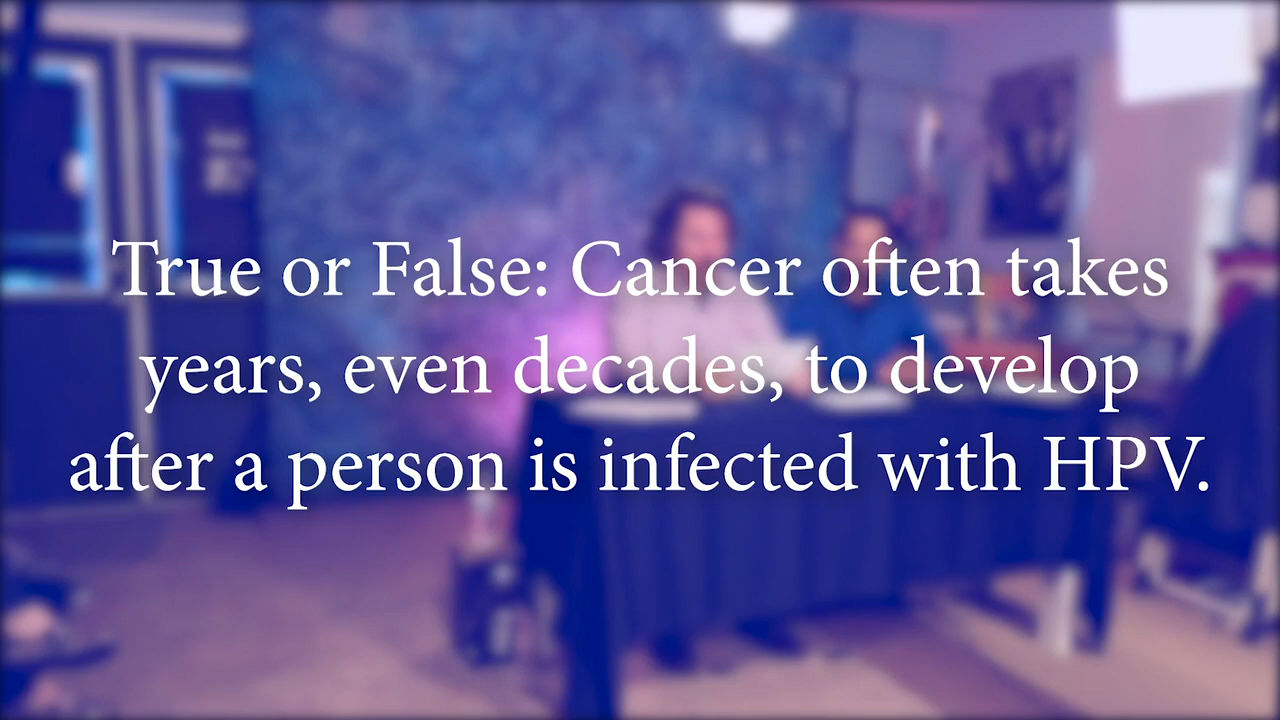 True or False: Cancer often takes
years, even decades, to develop
after a person is infected with HPV.